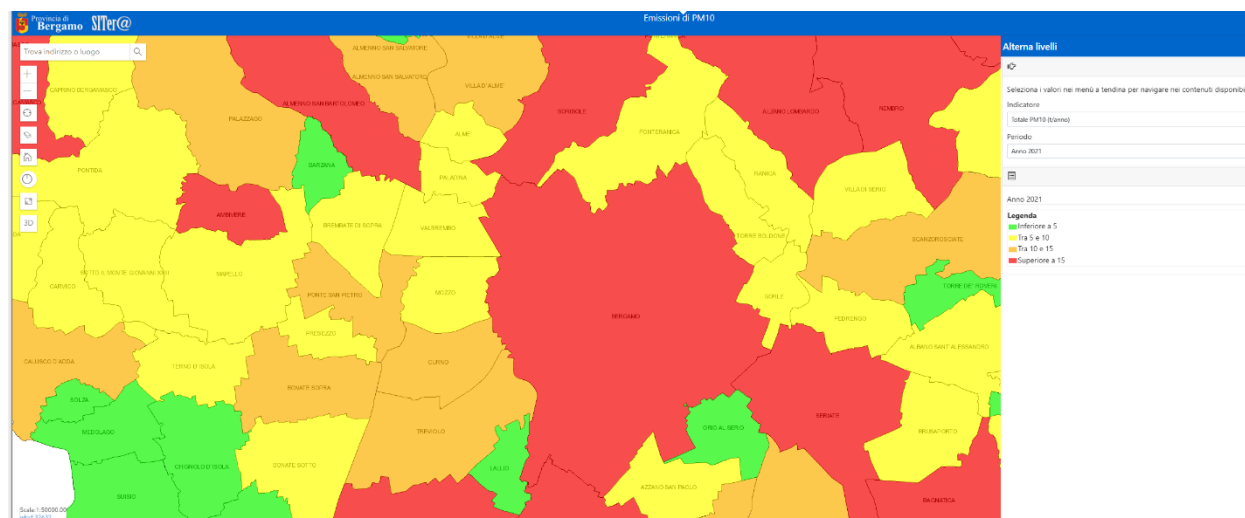 Provincia di
Bergamo SITer@
Emissioni di PM10
Trova indirizzo o luogo
Alterna livelli
Seleziona i valori nei menù a tendina per navigare nei contenuti disponibi
Indicatore
Totale PM10 (t/anno)
Periodo
Anno 2021
Anno 2021
Legenda
Inferiore a 5
Tra 5 e 10
Tra 10 e 15
Superiore a 15
3D
ALMENNO SAN SALVATORE
ALMENNO SAN SALVATORE
VILLA D'ALME'
CAPRINO BERGAMASCO
ALMENNO SAN BARTOLOMEO
PALAZZAGO
SORISOLE
ALZANO LOMBARDO
NEMBRO
PONTERANICA
ALME'
BARZANA
PONTIDA
PALADINA
RANICA
VILLA DI SERIO
AMBIVERE
BREMBATE DI SOPRA
VALBREMBO
TORRE BOLDONE
SCANZOROSCIATE
SOTTO IL MONTE GIOVANNI XXIII
MAPELLO
CARVICO
PONTE SAN PIETRO
MOZZO
GORLE
TORRE DE' ROVERI
BERGAMO
PEDRENGO
PRESEZZO
ALBANO SANT'ALESSANDRO
CALUSCO D'ADDA
TERNO D'ISOLA
CURNO
BONATE SOPRA
SOLZA
SERIATE
MEDOLAGO
TREVIOLO
ORIO AL SERIO
BRUSAPORTO
CHIGNOLO D'ISOLA
BONATE SOTTO
LALLIO
AZZANO SAN PAOLO
SUISIO
BAGNATICA